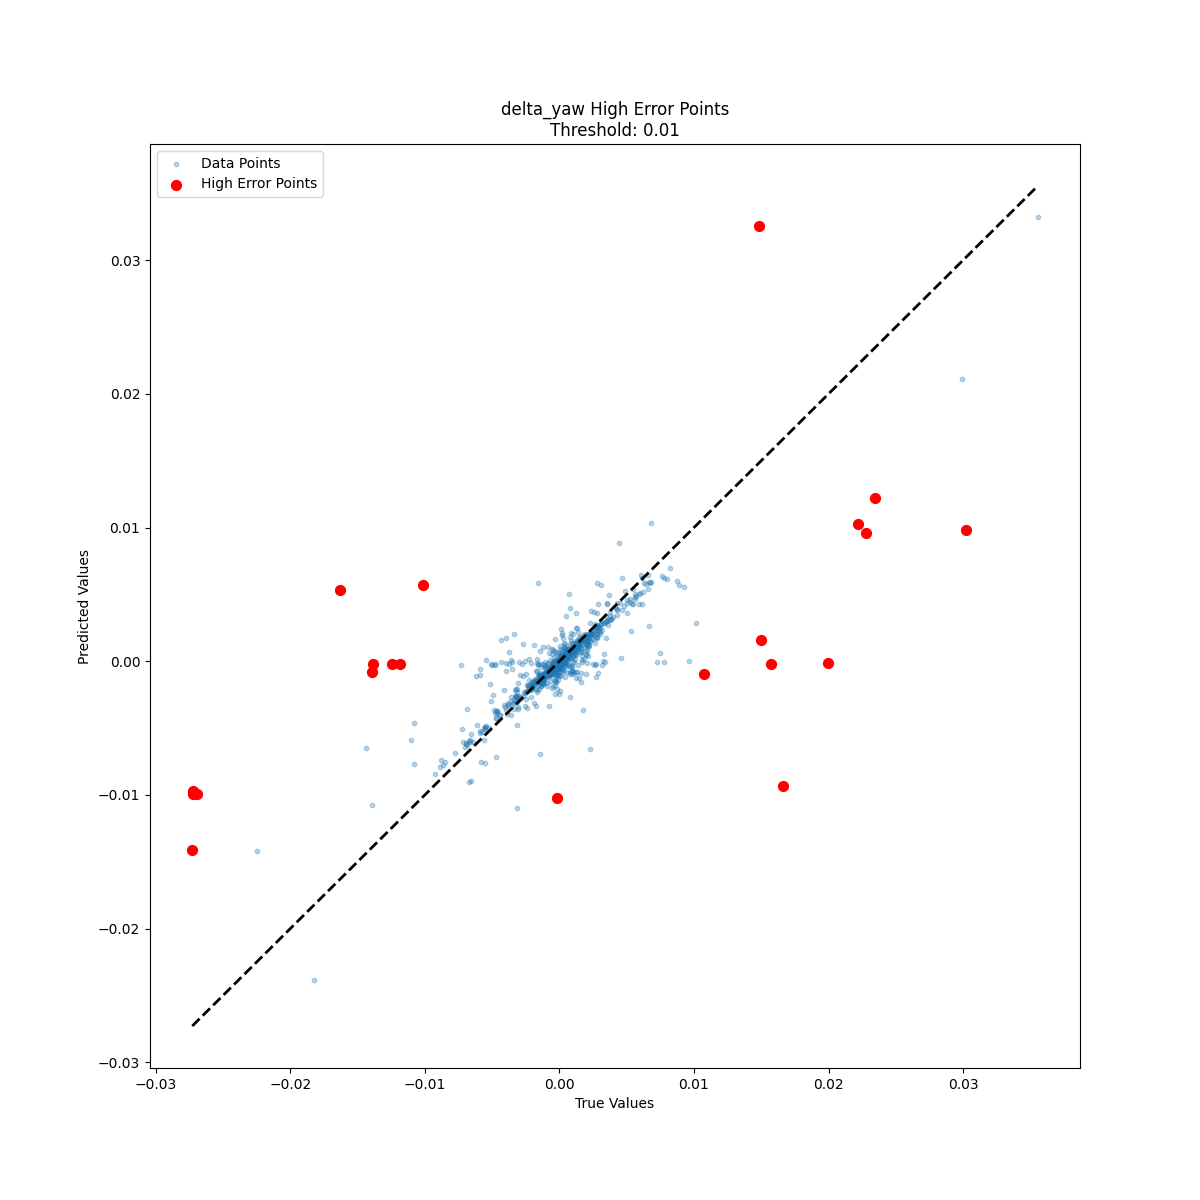 delta_yaw High Error Points
Threshold: 0.01
Data Points
High Error Points
0.03
0.02
0.01
0.00
−0.01
−0.02
−0.03
Predicted Values
−0.03 −0.02 −0.01 0.00 0.01 0.02 0.03
True Values